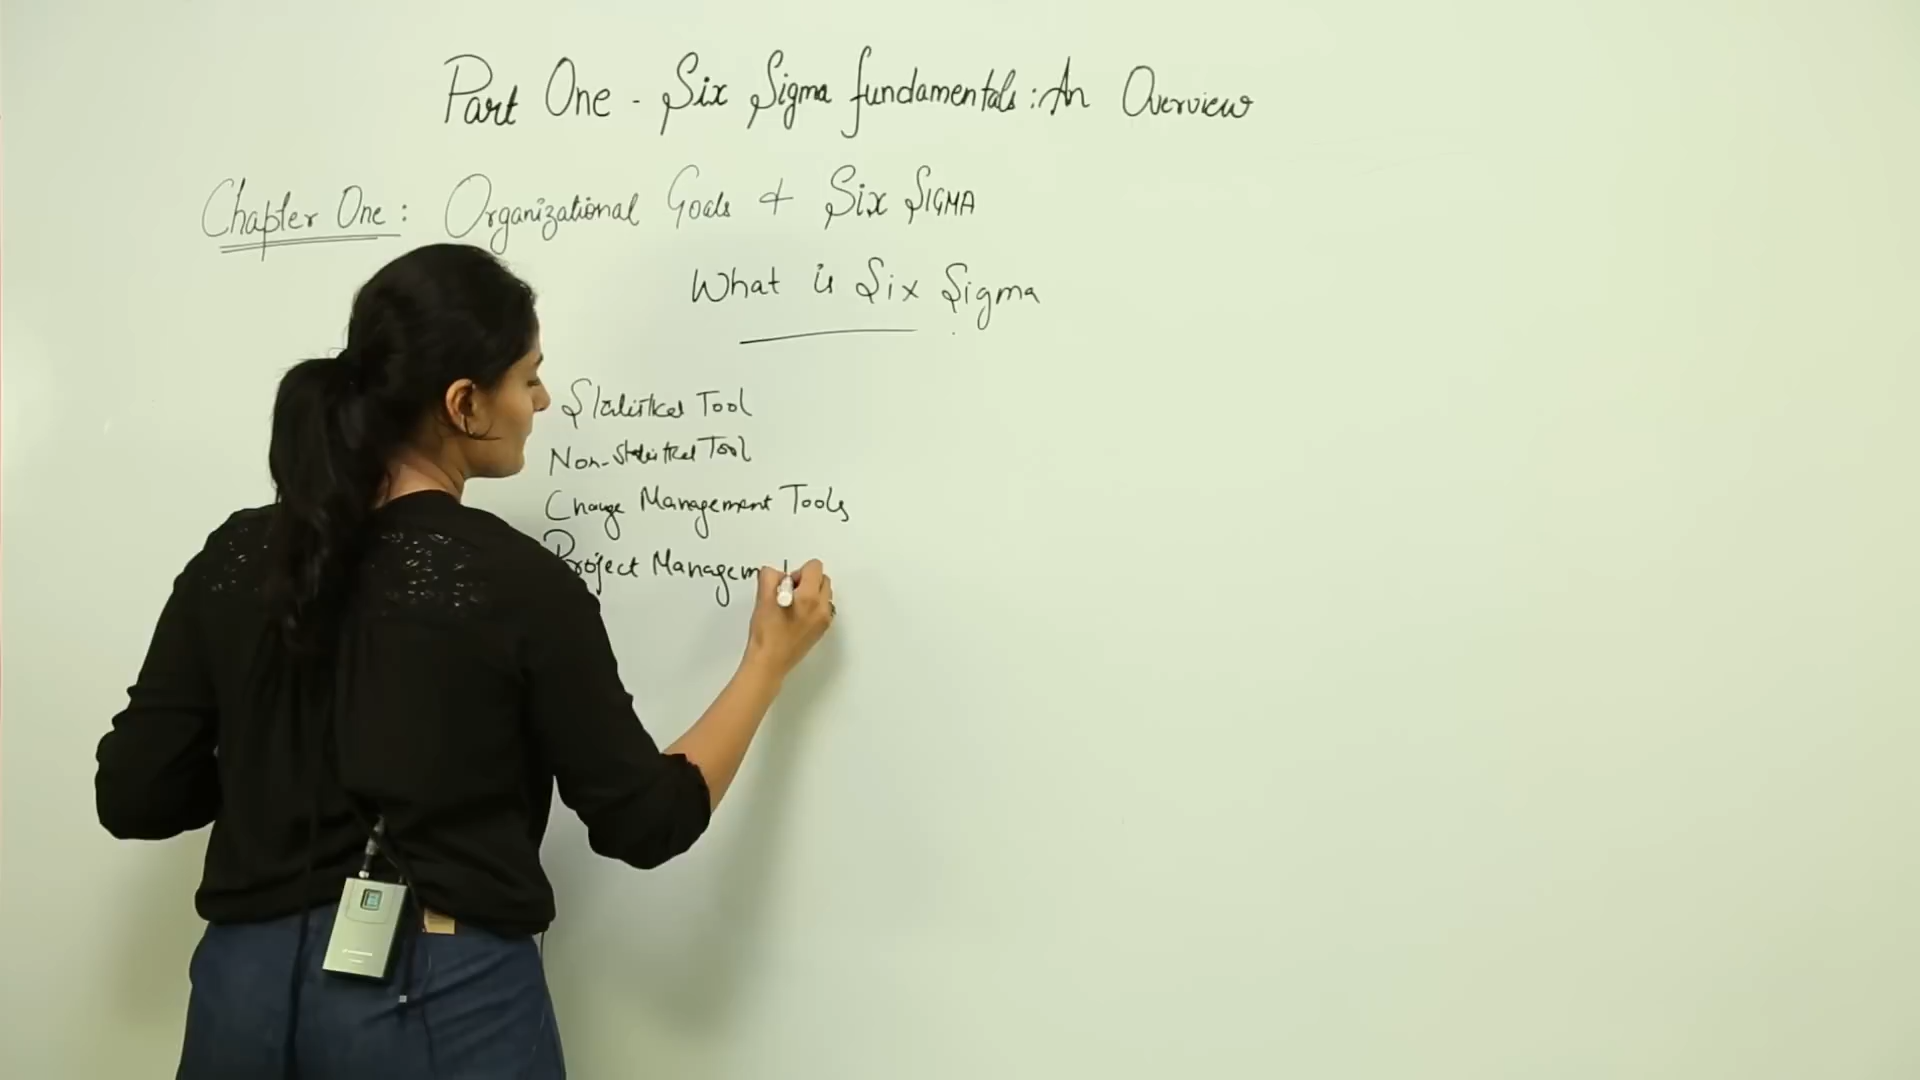 Part One - Six Sigma fundamentals: An Overview
Chapter One: Organizational Goals & Six SIGMA
What is Six Sigma
Statistical Tool
Non-Statistical Tool
Change Management Tools
Project Managem